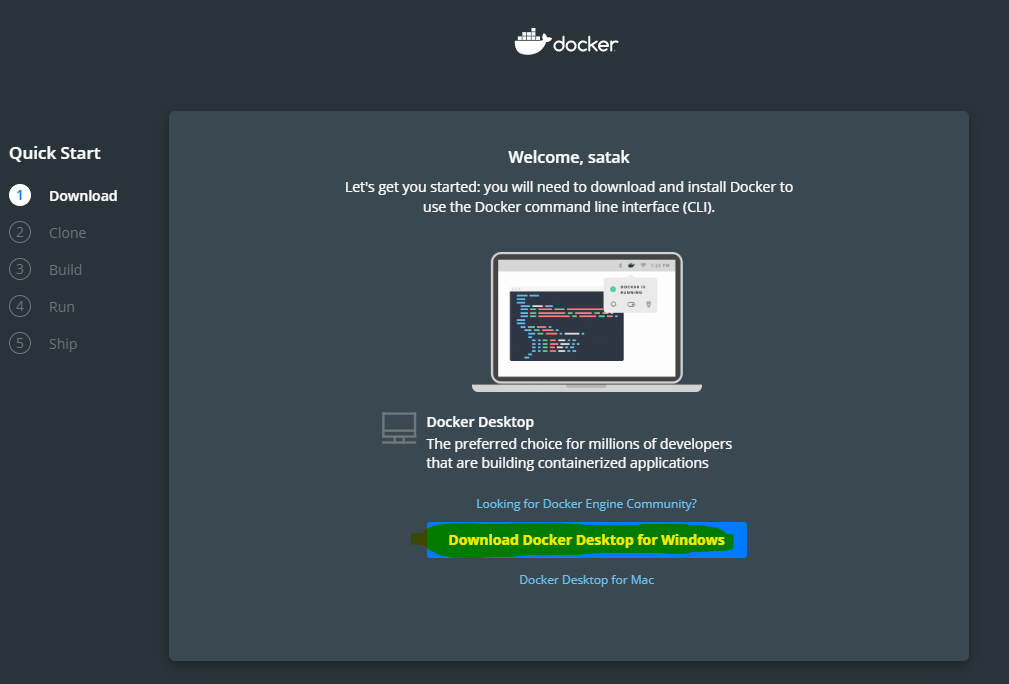 docker
Quick Start
1 Download
2 Clone
3 Build
4 Run
5 Ship
Welcome, satak
Let's get you started: you will need to download and install Docker to
use the Docker command line interface (CLI).
1:25 PM
DOCKER IS
RUNNING
Docker Desktop
The preferred choice for millions of developers
that are building containerized applications
Looking for Docker Engine Community?
Download Docker Desktop for Windows
Docker Desktop for Mac